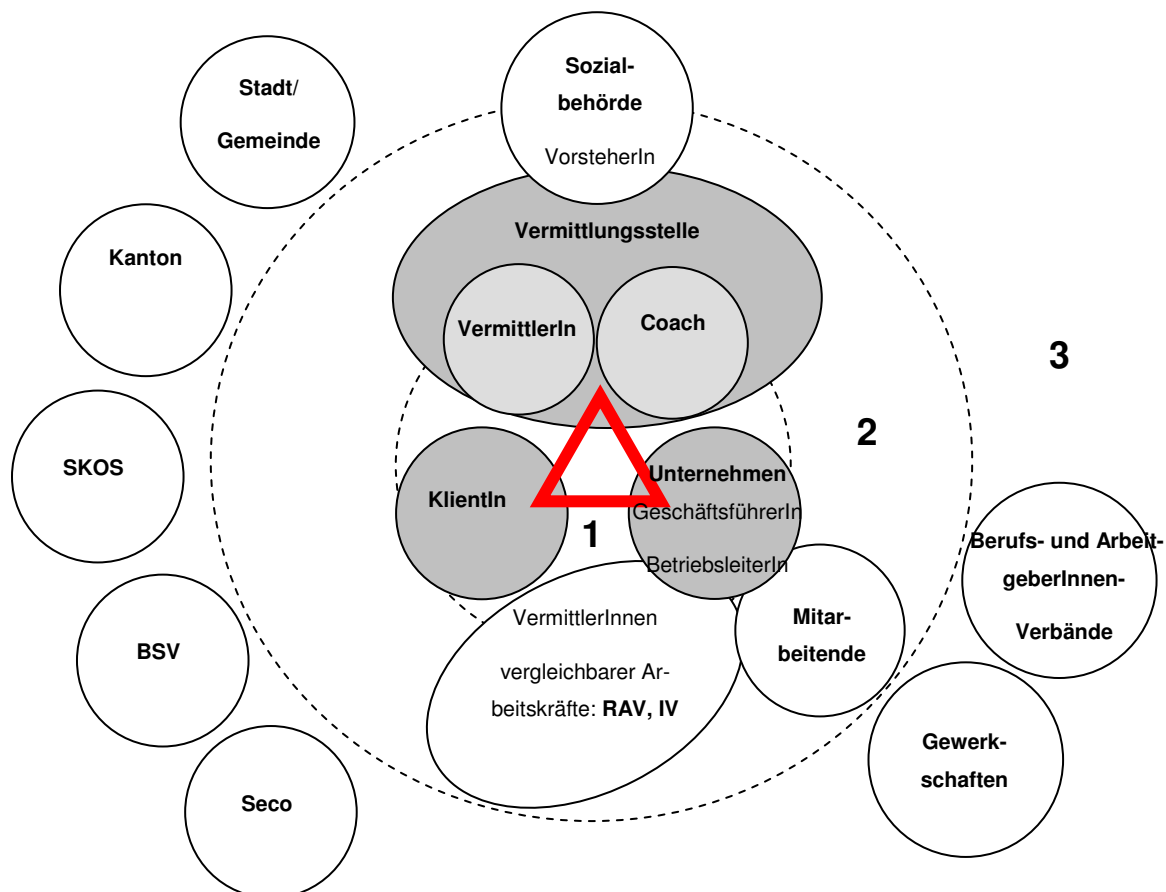 Stadt/
Gemeinde
Sozial-
behörde
VorsteherIn
Kanton
Vermittlungsstelle
VermittlerIn
Coach
3
2
SKOS
KlientIn
Unternehmen
GeschäftsführerIn
BetriebsleiterIn
1
Berufs- und Arbeit-
geberInnen-
Verbände
VermittlerInnen
vergleichbarer Ar-
beitskräfte: RAV, IV
Mitar-
beitende
BSV
Gewerk-
schaften
Seco